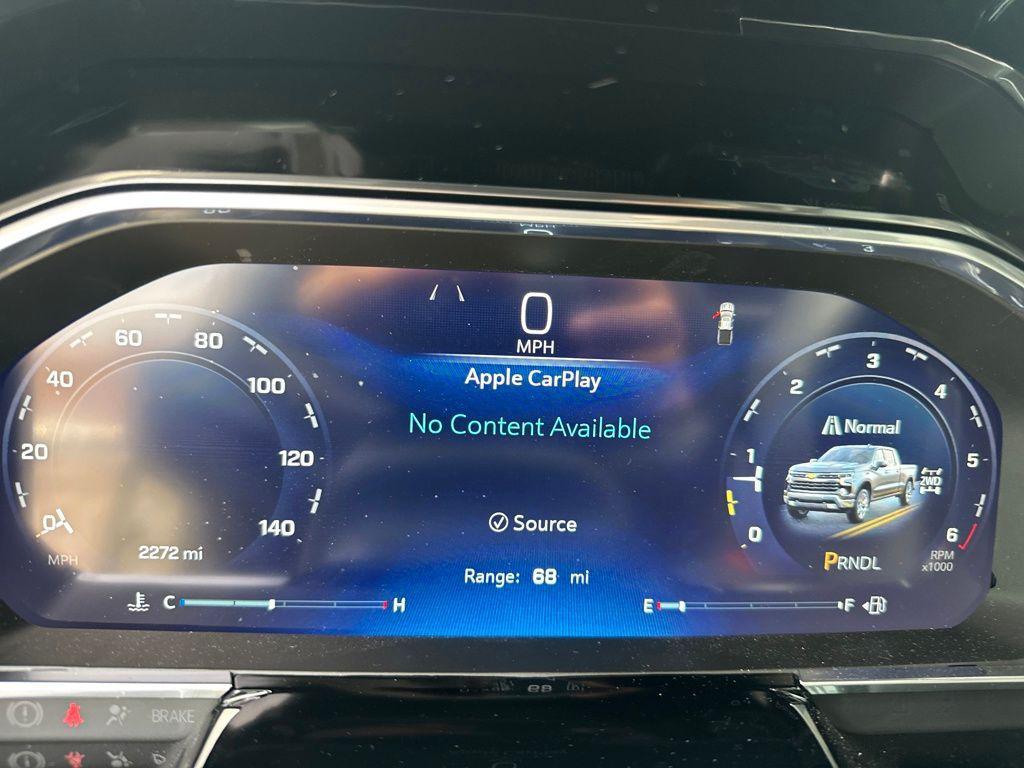 0
MPH
Apple CarPlay
No Content Available
Source
Range: 68 mi
0
20
40
60
80
100
120
140
MPH
2272 mi
C
H
0
1
2
3
4
5
6
RPM
x1000
Normal
2WD
PRNDL
E
F
BRAKE